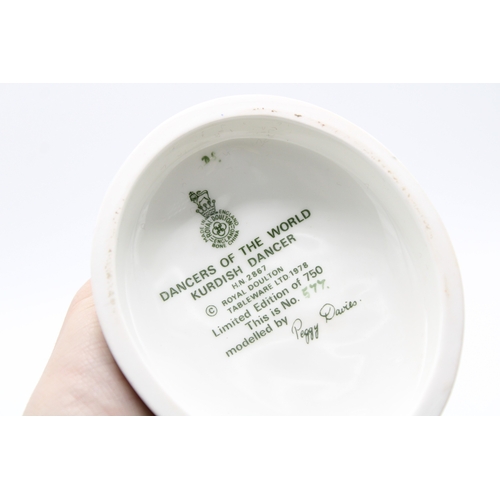 DANCERS OF THE WORLD
KURDISH DANCER
H.N. 2867
© ROYAL DOULTON
TABLEWARE LTD. 1978
Limited Edition of 750
This is No. 577.
modelled by Peggy Davies.